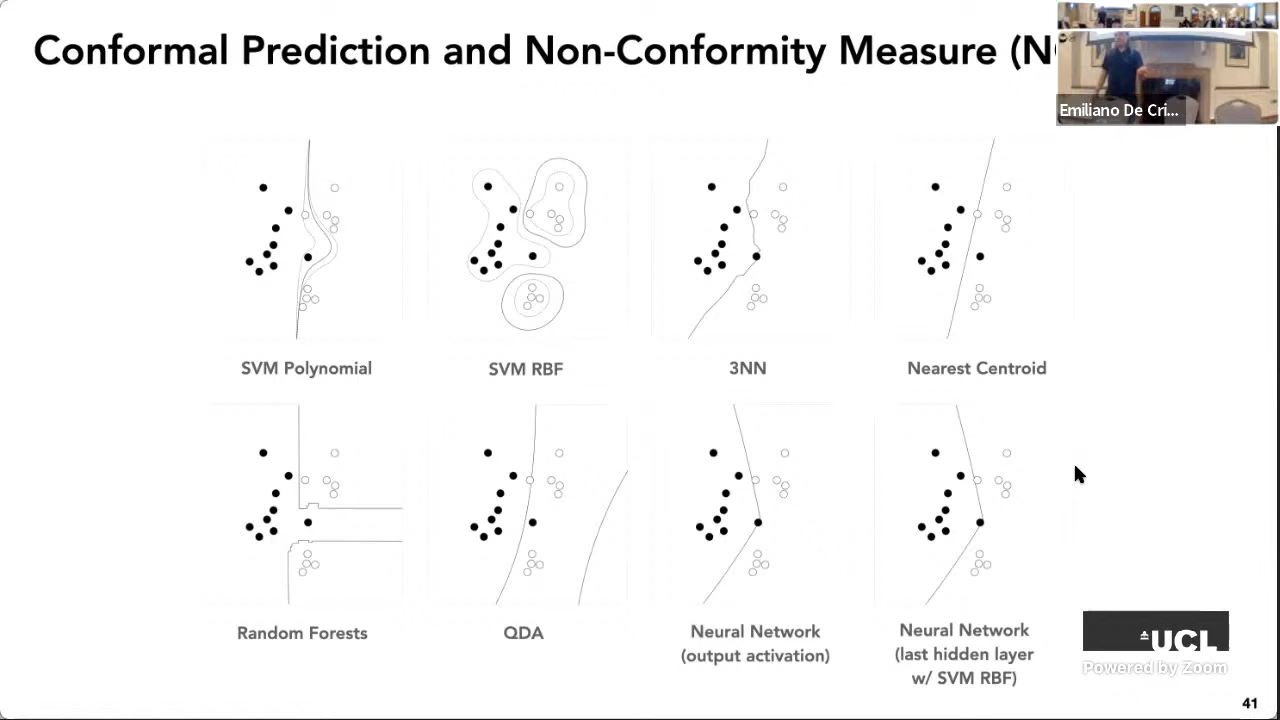 Conformal Prediction and Non-Conformity Measure (N
Emiliano De Cri...
SVM Polynomial
SVM RBF
3NN
Nearest Centroid
Random Forests
QDA
Neural Network
(output activation)
Neural Network
(last hidden layer
w/ SVM RBF)
UCL
Powered by Zoom
41